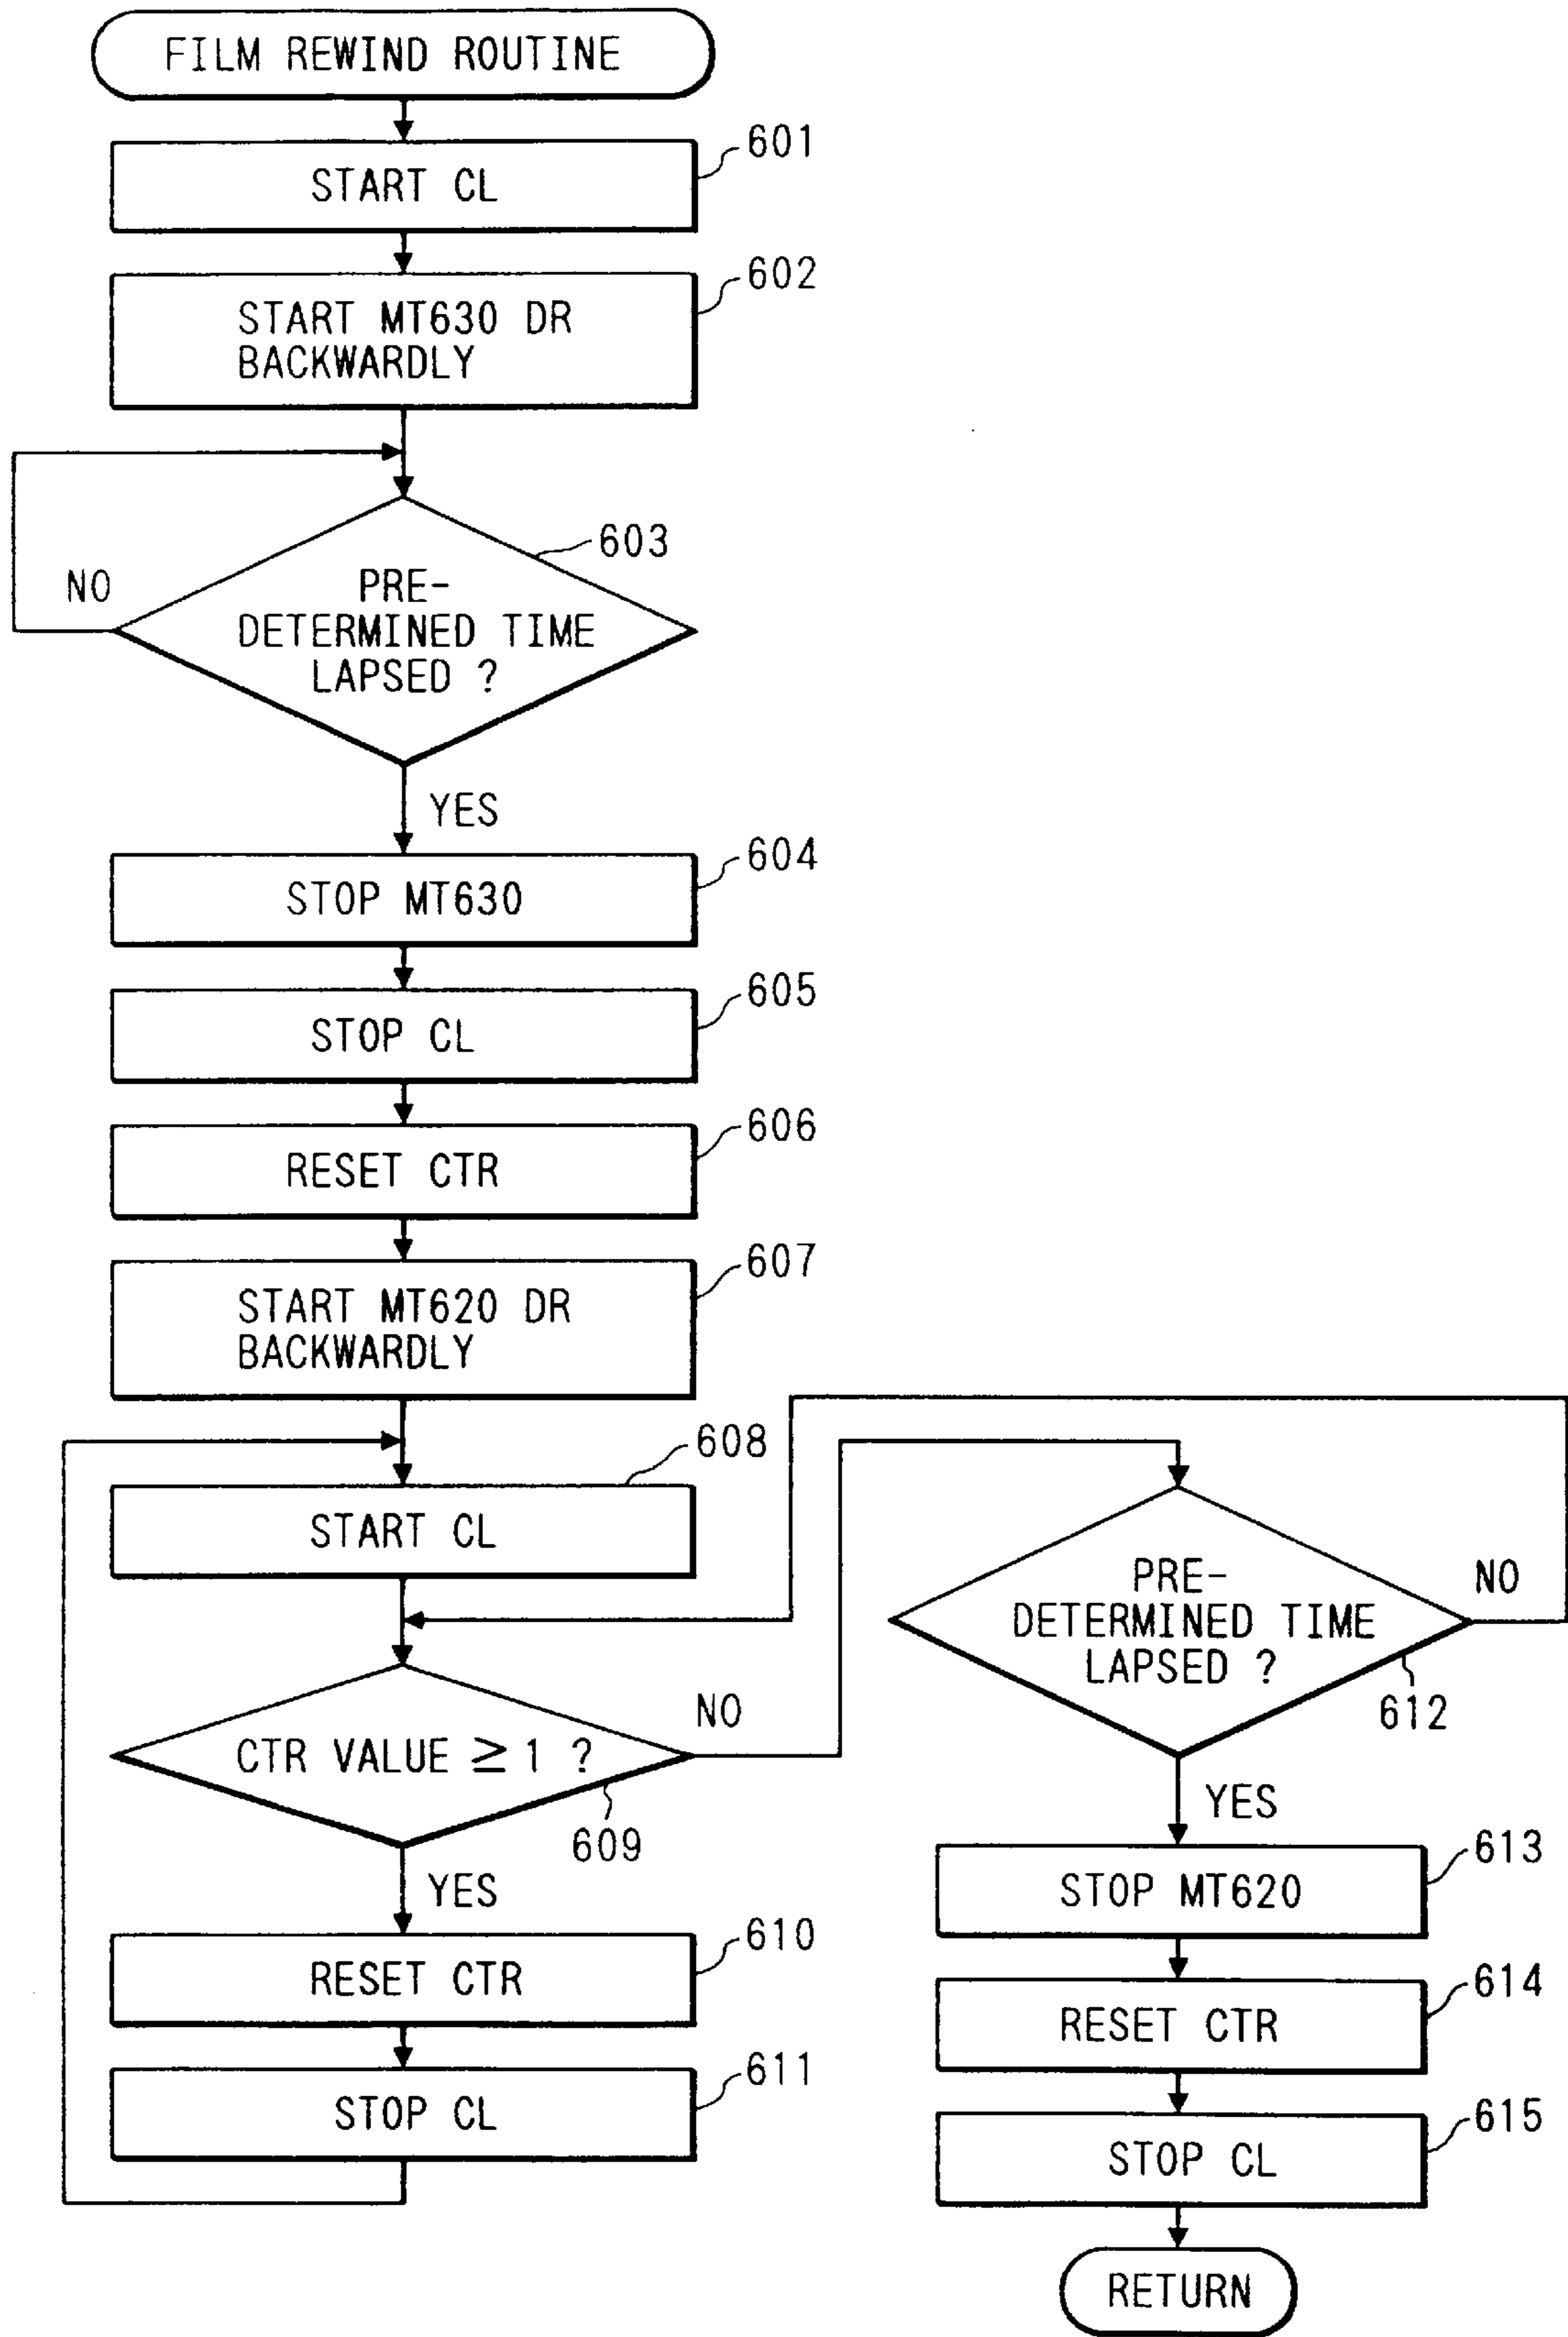 FILM REWIND ROUTINE
601
START CL
602
START MT630 DR
BACKWARDLY
603
NO
PRE-
DETERMINED TIME
LAPSED ?
YES
604
STOP MT630
605
STOP CL
606
RESET CTR
607
START MT620 DR
BACKWARDLY
608
START CL
609
CTR VALUE ≥ 1 ?
NO
YES
610
RESET CTR
611
STOP CL
PRE-
DETERMINED TIME
LAPSED ?
NO
612
YES
613
STOP MT620
614
RESET CTR
615
STOP CL
RETURN